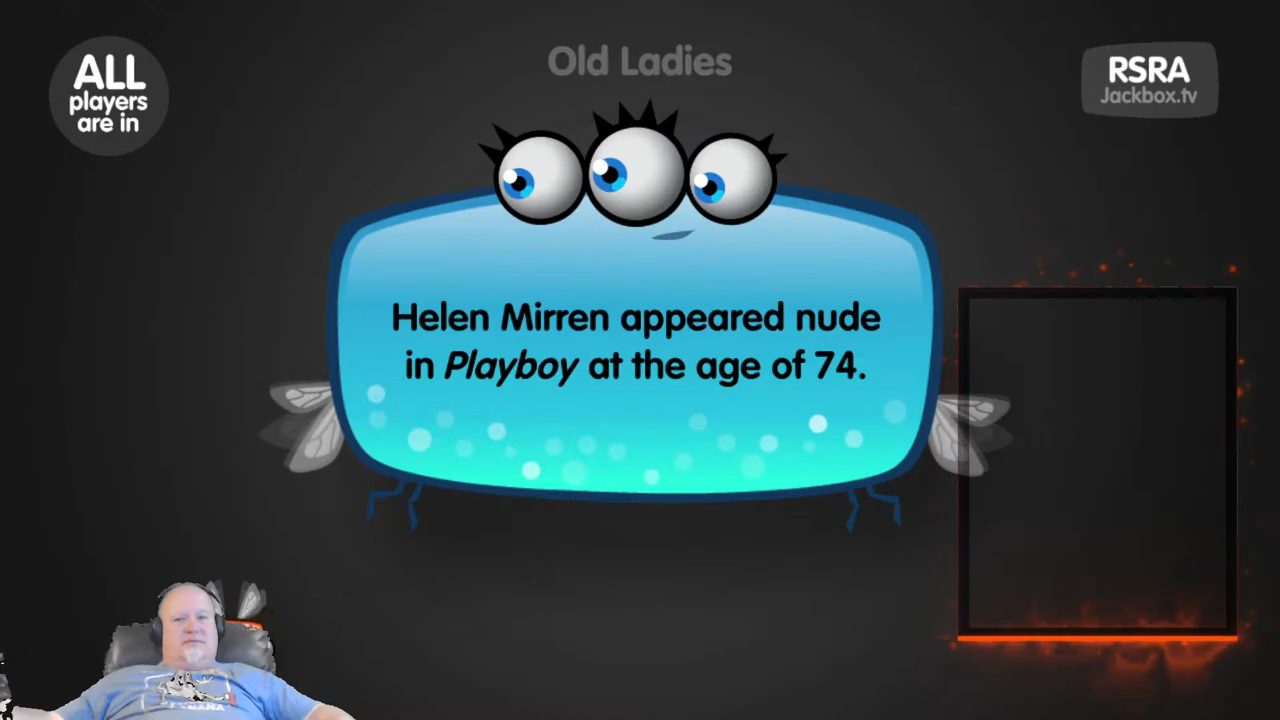 ALL
players
are in
Old Ladies
RSRA
Jackbox.tv
Helen Mirren appeared nude
in Playboy at the age of 74.